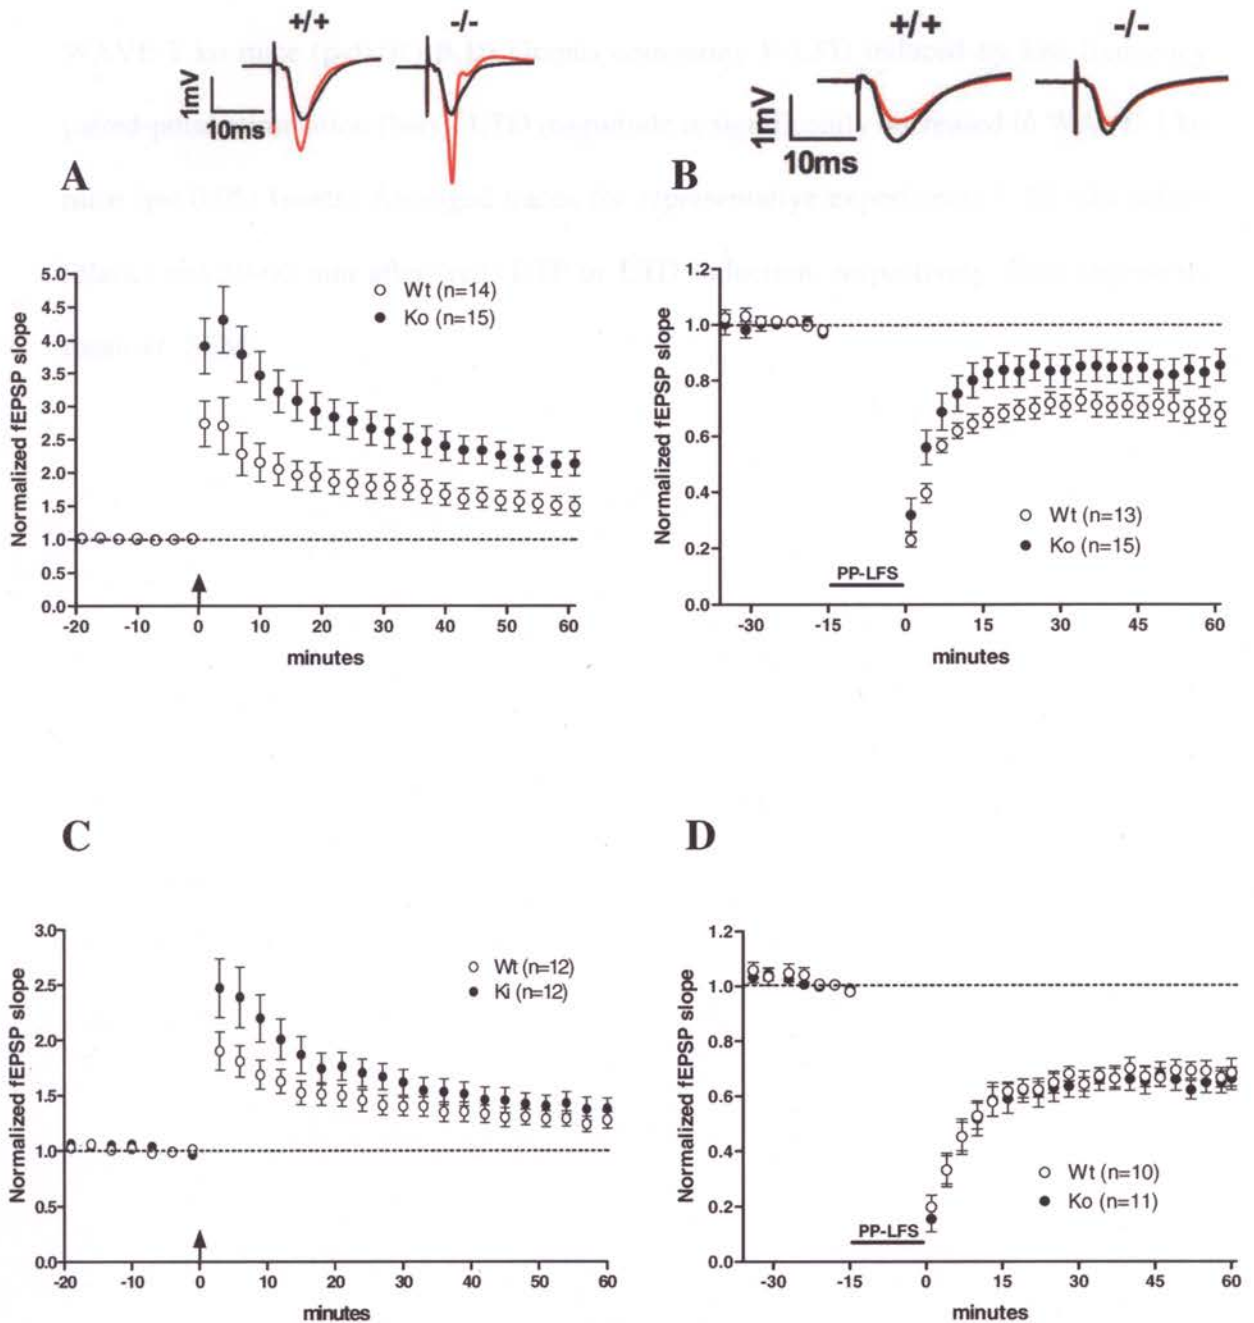 +/+
-/-
1mV
10ms
A
5.0
4.5
4.0
3.5
3.0
2.5
2.0
1.5
1.0
0.5
0.0
Normalized fEPSP slope
Wt (n=14)
Ko (n=15)
-20
-10
0
10
20
30
40
50
60
minutes
+/+
-/-
1mV
10ms
B
1.2
1.0
0.8
0.6
0.4
0.2
0.0
Normalized fEPSP slope
Wt (n=13)
Ko (n=15)
PP-LFS
-30
-15
0
15
30
45
60
minutes
C
3.0
2.5
2.0
1.5
1.0
0.5
0.0
Normalized fEPSP slope
Wt (n=12)
Ki (n=12)
-20
-10
0
10
20
30
40
50
60
minutes
D
1.2
1.0
0.8
0.6
0.4
0.2
0.0
Normalized fEPSP slope
Wt (n=10)
Ko (n=11)
PP-LFS
-30
-15
0
15
30
45
60
minutes